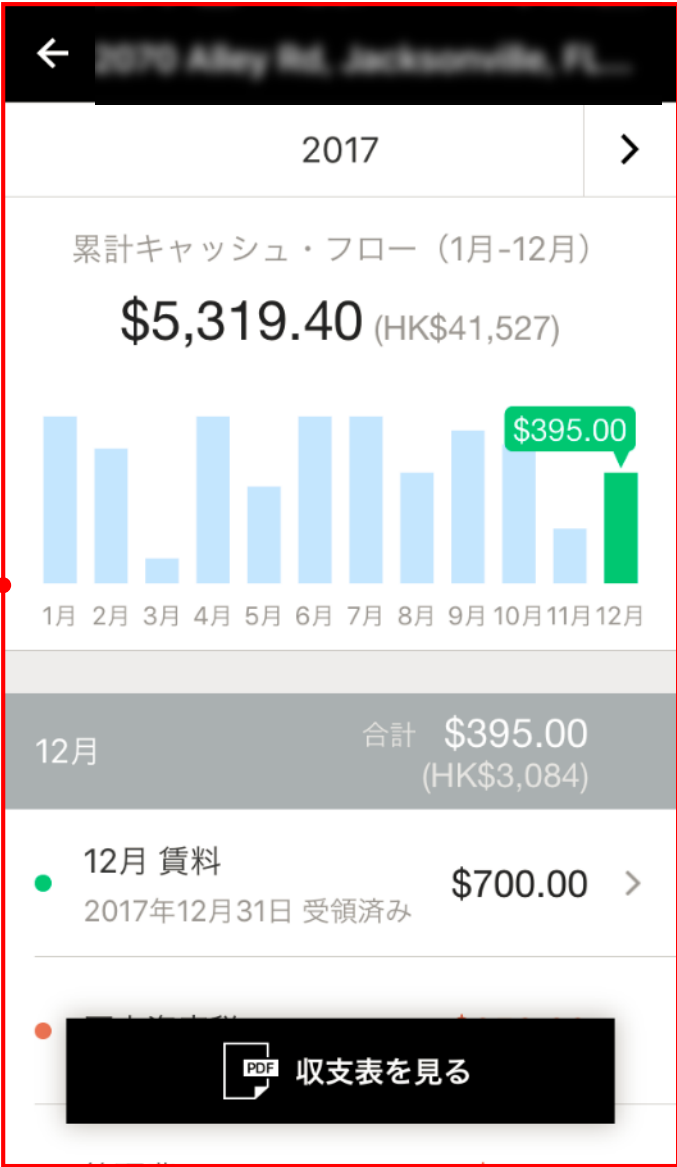 2017
累計キャッシュ・フロー（1月-12月）
$5,319.40 (HK$41,527)
$395.00
1月 2月 3月 4月 5月 6月 7月 8月 9月 10月 11月 12月
12月 合計 $395.00
(HK$3,084)
12月 賃料
$700.00
2017年12月31日 受領済み
PDF 収支表を見る